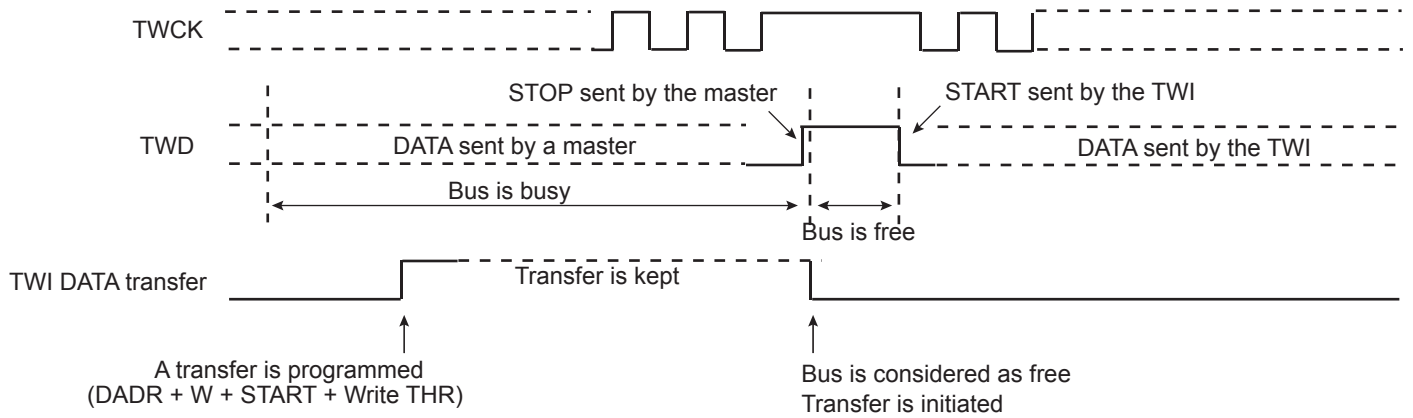 TWCK
STOP sent by the master
START sent by the TWI
TWD
DATA sent by a master
DATA sent by the TWI
Bus is busy
Bus is free
TWI DATA transfer
Transfer is kept
A transfer is programmed
(DADR + W + START + Write THR)
Bus is considered as free
Transfer is initiated